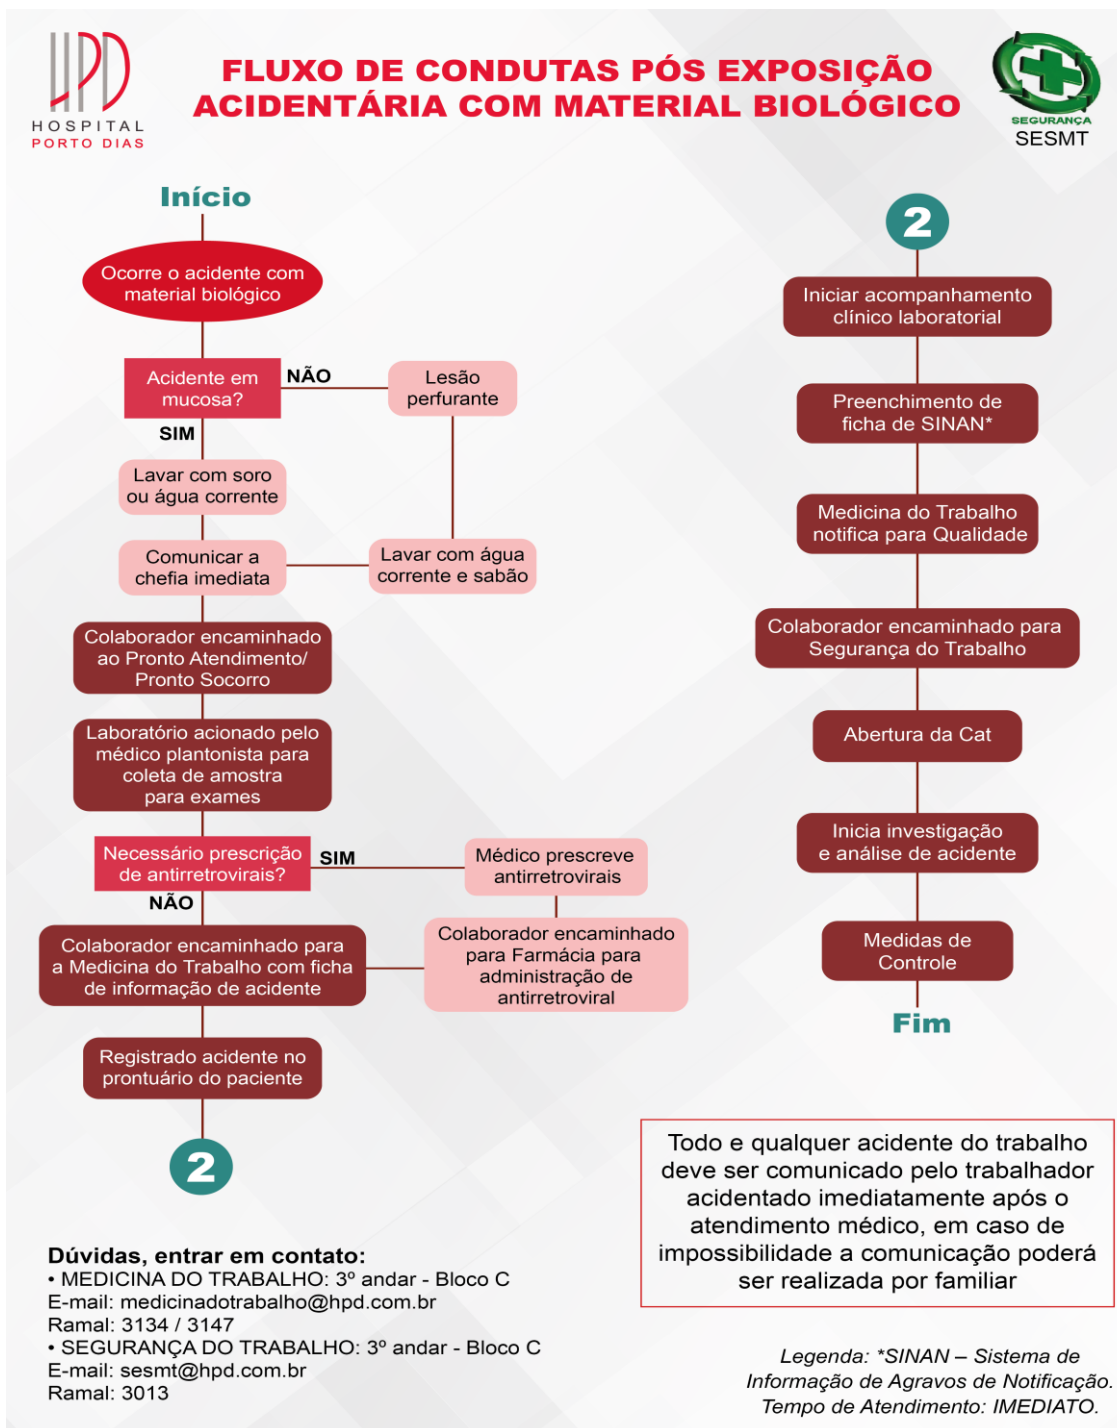 HPD
HOSPITAL
PORTO DIAS
FLUXO DE CONDUTAS PÓS EXPOSIÇÃO
ACIDENTÁRIA COM MATERIAL BIOLÓGICO
SEGURANÇA
SESMT
Início
Ocorre o acidente com
material biológico
Acidente em
mucosa?
NÃO
Lesão
perfurante
SIM
Lavar com soro
ou água corrente
Comunicar a
chefia imediata
Lavar com água
corrente e sabão
Colaborador encaminhado
ao Pronto Atendimento/
Pronto Socorro
Laboratório acionado pelo
médico plantonista para
coleta de amostra
para exames
Necessário prescrição
de antirretrovirais?
SIM
Médico prescreve
antirretrovirais
NÃO
Colaborador encaminhado para
a Medicina do Trabalho com ficha
de informação de acidente
Colaborador encaminhado
para Farmácia para
administração de
antirretroviral
Registrado acidente no
prontuário do paciente
2
2
Iniciar acompanhamento
clínico laboratorial
Preenchimento de
ficha de SINAN*
Medicina do Trabalho
notifica para Qualidade
Colaborador encaminhado para
Segurança do Trabalho
Abertura da Cat
Inicia investigação
e análise de acidente
Medidas de
Controle
Fim
Todo e qualquer acidente do trabalho
deve ser comunicado pelo trabalhador
acidentado imediatamente após o
atendimento médico, em caso de
impossibilidade a comunicação poderá
ser realizada por familiar
Dúvidas, entrar em contato:
• MEDICINA DO TRABALHO: 3º andar - Bloco C
E-mail: medicinadotrabalho@hpd.com.br
Ramal: 3134 / 3147
• SEGURANÇA DO TRABALHO: 3º andar - Bloco C
E-mail: sesmt@hpd.com.br
Ramal: 3013
Legenda: *SINAN – Sistema de
Informação de Agravos de Notificação.
Tempo de Atendimento: IMEDIATO.